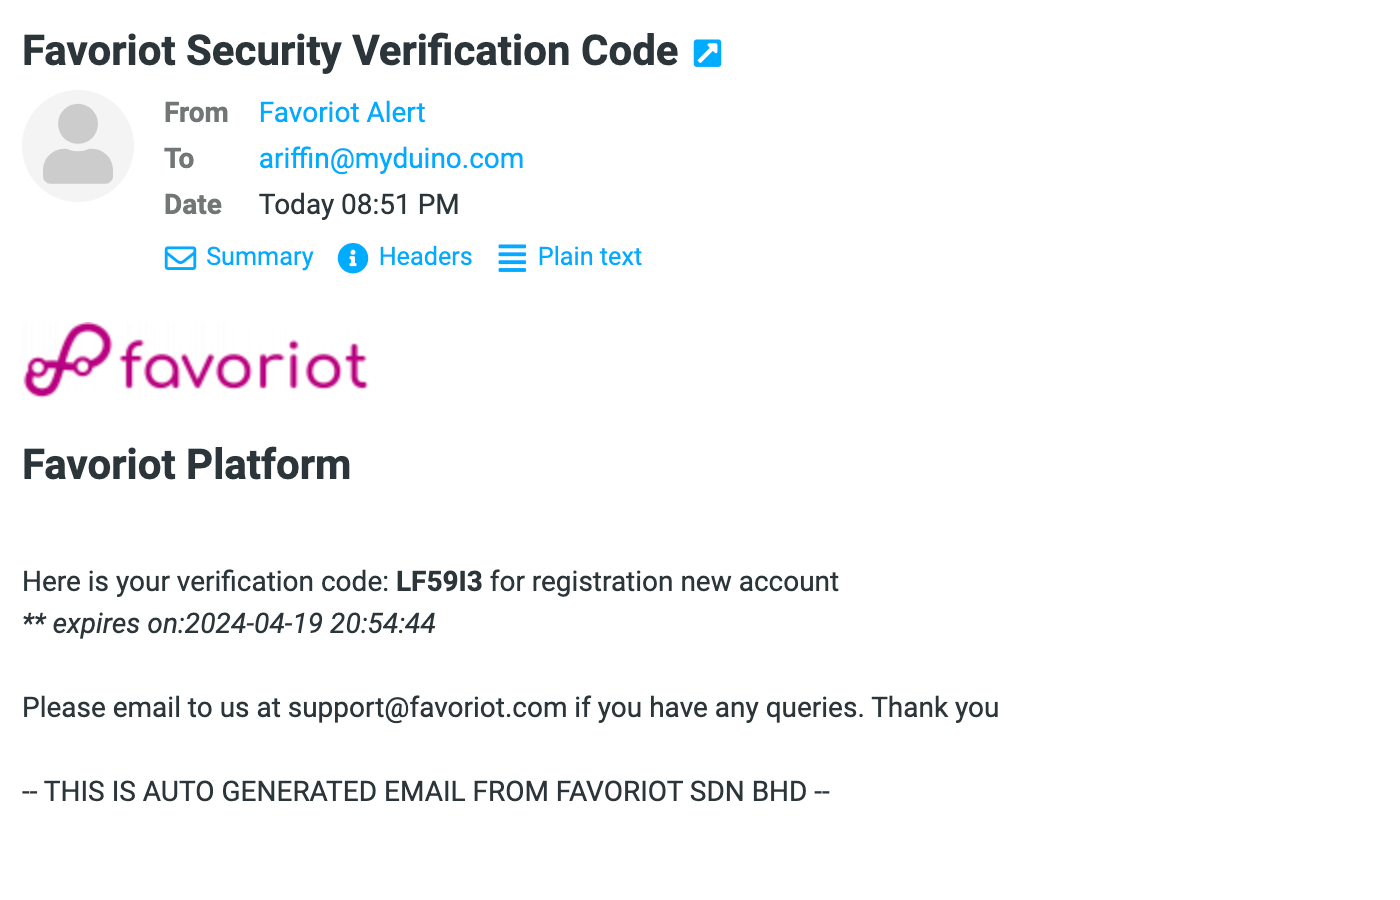 Favoriot Security Verification Code
From Favoriot Alert
To ariffin@myduino.com
Date Today 08:51 PM
Summary Headers Plain text
favoriot
Favoriot Platform
Here is your verification code: LF59I3 for registration new account
** expires on:2024-04-19 20:54:44
Please email to us at support@favoriot.com if you have any queries. Thank you
-- THIS IS AUTO GENERATED EMAIL FROM FAVORIOT SDN BHD --